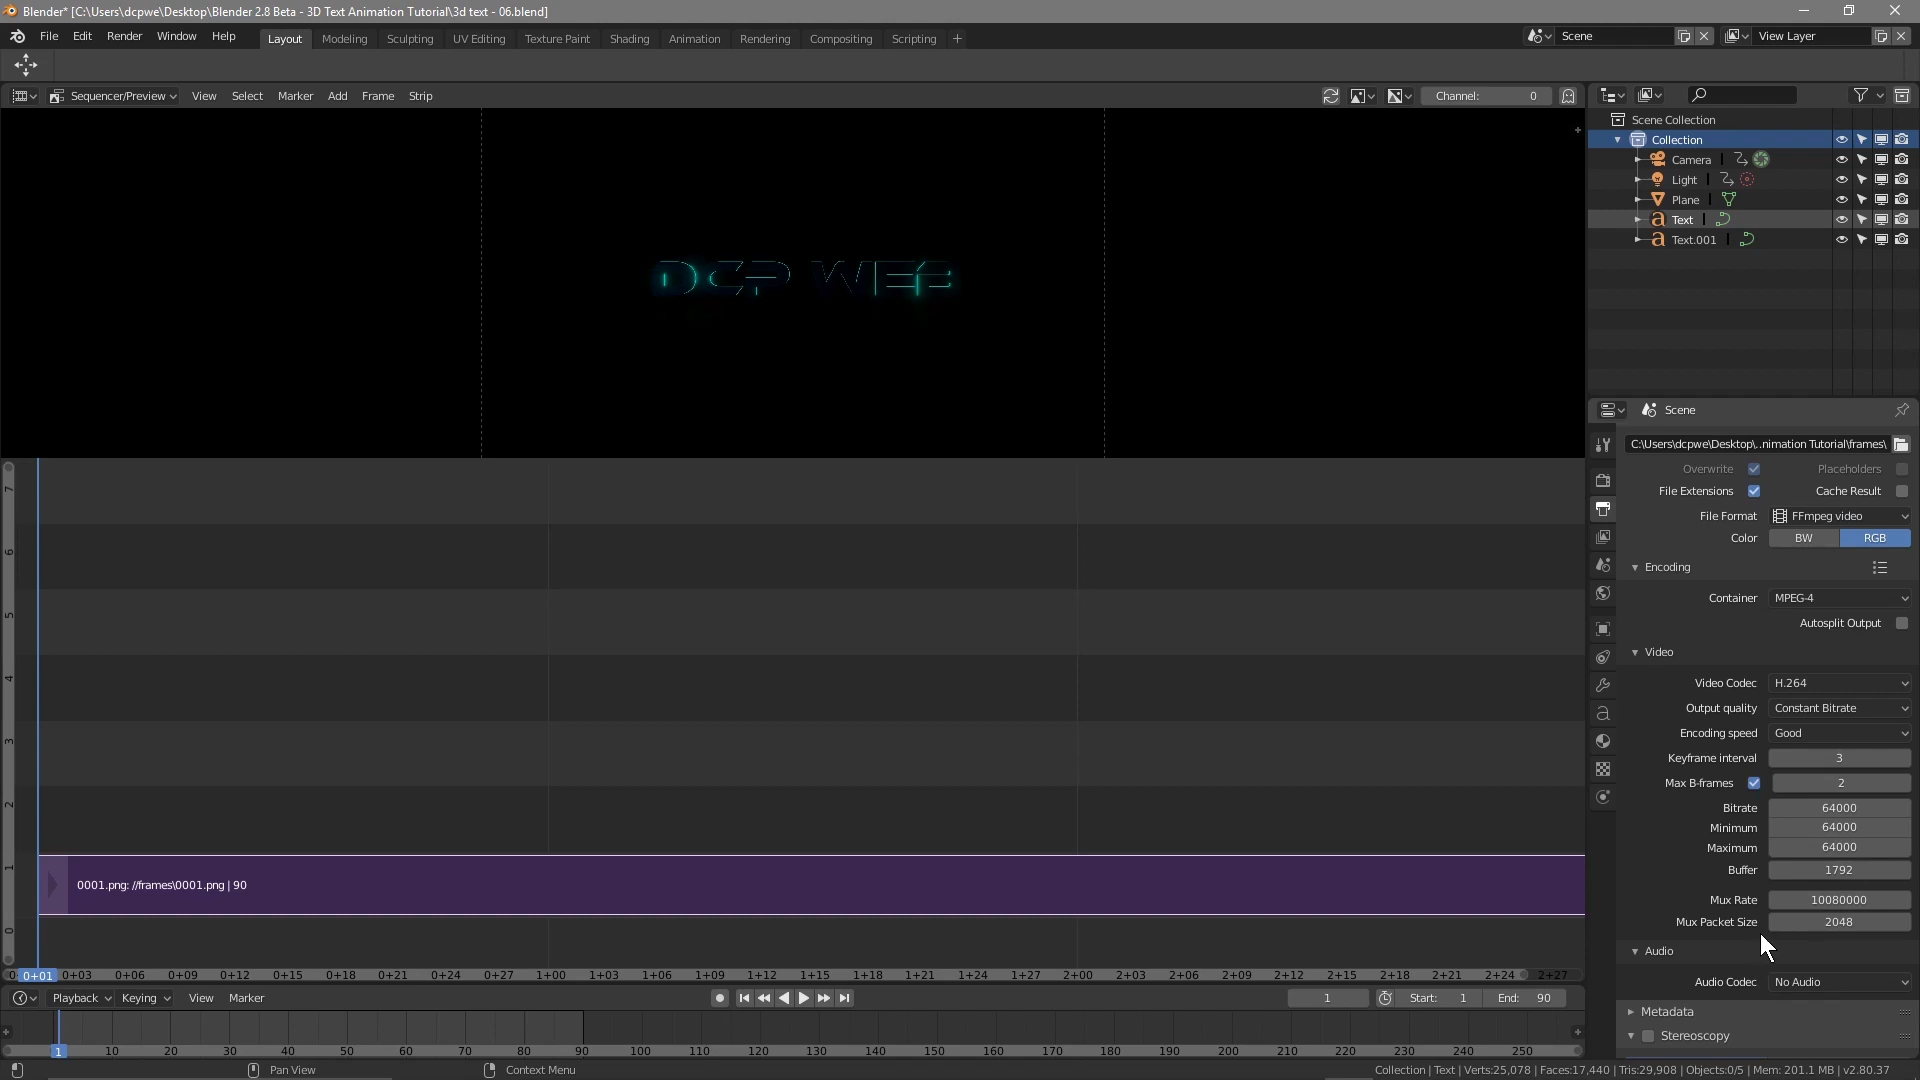 Blender* [C:\Users\dcpwe\Desktop\Blender 2.8 Beta - 3D Text Animation Tutorial\3d text - 06.blend]
File Edit Render Window Help Layout Modeling Sculpting UV Editing Texture Paint Shading Animation Rendering Compositing Scripting + Scene View Layer
Sequencer/Preview View Select Marker Add Frame Strip Channel: 0
Scene Collection
Collection
Camera
Light
Plane
Text
Text.001
DCP WEB
Scene
C:\Users\dcpwe\Desktop\..nimation Tutorial\frames\
Overwrite Placeholders
File Extensions Cache Result
File Format FFmpeg video
Color BW RGB
Encoding
Container MPEG-4
Autosplit Output
Video
Video Codec H.264
Output quality Constant Bitrate
Encoding speed Good
Keyframe interval 3
Max B-frames 2
Bitrate 64000
Minimum 64000
Maximum 64000
Buffer 1792
Mux Rate 10080000
Mux Packet Size 2048
Audio
Audio Codec No Audio
Metadata
Stereoscopy
7
6
5
4
3
2
1
0
0001.png: //frames\0001.png | 90
0 0+01 0+03 0+06 0+09 0+12 0+15 0+18 0+21 0+24 0+27 1+00 1+03 1+06 1+09 1+12 1+15 1+18 1+21 1+24 1+27 2+00 2+03 2+06 2+09 2+12 2+15 2+18 2+21 2+24 2+27
Playback Keying View Marker 1 Start: 1 End: 90
1 10 20 30 40 50 60 70 80 90 100 110 120 130 140 150 160 170 180 190 200 210 220 230 240 250
Pan View Context Menu Collection | Text | Verts:25,078 | Faces:17,440 | Tris:29,908 | Objects:0/5 | Mem: 201.1 MB | v2.80.37